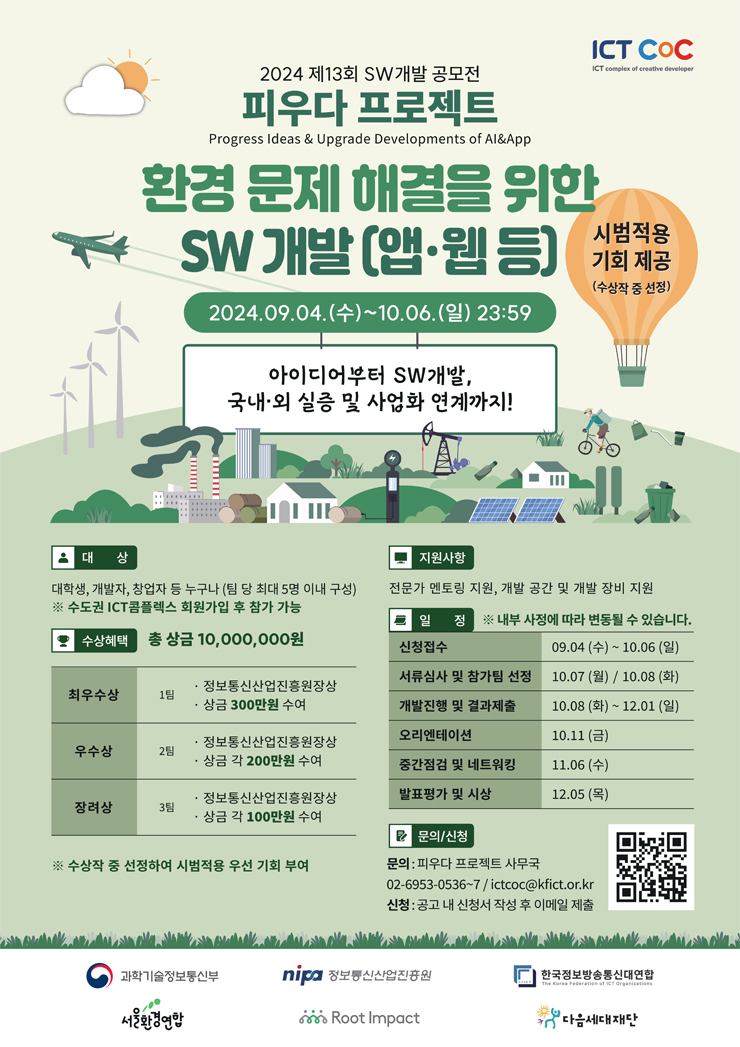 ICT CoC
ICT complex of creative developer
2024 제13회 SW개발 공모전
피우다 프로젝트
Progress Ideas & Upgrade Developments of AI&App
환경 문제 해결을 위한
SW 개발 (앱·웹 등)
시범적용
기회 제공
(수상작 중 선정)
2024.09.04.(수)~10.06.(일) 23:59
아이디어부터 SW개발,
국내·외 실증 및 사업화 연계까지!
대 상
대학생, 개발자, 창업자 등 누구나 (팀 당 최대 5명 이내 구성)
※ 수도권 ICT콤플렉스 회원가입 후 참가 가능
수상혜택 총 상금 10,000,000원
최우수상 1팀 · 정보통신산업진흥원장상
· 상금 300만원 수여
우수상 2팀 · 정보통신산업진흥원장상
· 상금 각 200만원 수여
장려상 3팀 · 정보통신산업진흥원장상
· 상금 각 100만원 수여
※ 수상작 중 선정하여 시범적용 우선 기회 부여
지원사항
전문가 멘토링 지원, 개발 공간 및 개발 장비 지원
일 정 ※ 내부 사정에 따라 변동될 수 있습니다.
신청접수 09.04 (수) ~ 10.06 (일)
서류심사 및 참가팀 선정 10.07 (월) / 10.08 (화)
개발진행 및 결과제출 10.08 (화) ~ 12.01 (일)
오리엔테이션 10.11 (금)
중간점검 및 네트워킹 11.06 (수)
발표평가 및 시상 12.05 (목)
문의/신청
문의 : 피우다 프로젝트 사무국
02-6953-0536~7 / ictcoc@kfict.or.kr
신청 : 공고 내 신청서 작성 후 이메일 제출
과학기술정보통신부
nipa 정보통신산업진흥원
한국정보방송통신대연합
The Korea Federation of ICT Organizations
서울환경연합
Root Impact
다음세대재단